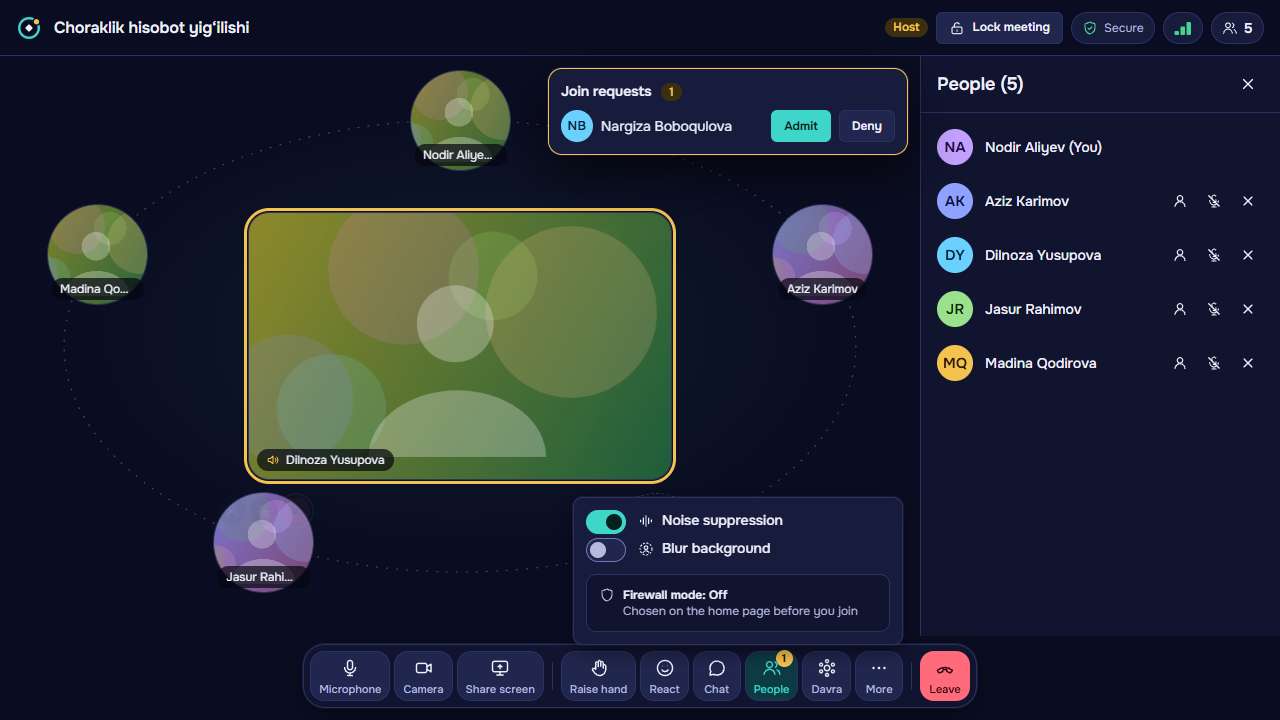 Choraklik hisobot yigʻilishi
Host
Lock meeting
Secure
5
Join requests 1
NB Nargiza Boboqulova Admit Deny
People (5)
NA Nodir Aliyev (You)
AK Aziz Karimov
DY Dilnoza Yusupova
JR Jasur Rahimov
MQ Madina Qodirova
Nodir Aliye...
Madina Qo...
Aziz Karimov
Dilnoza Yusupova
Jasur Rahi...
Noise suppression
Blur background
Firewall mode: Off
Chosen on the home page before you join
Microphone
Camera
Share screen
Raise hand
React
Chat
1
People
Davra
More
Leave